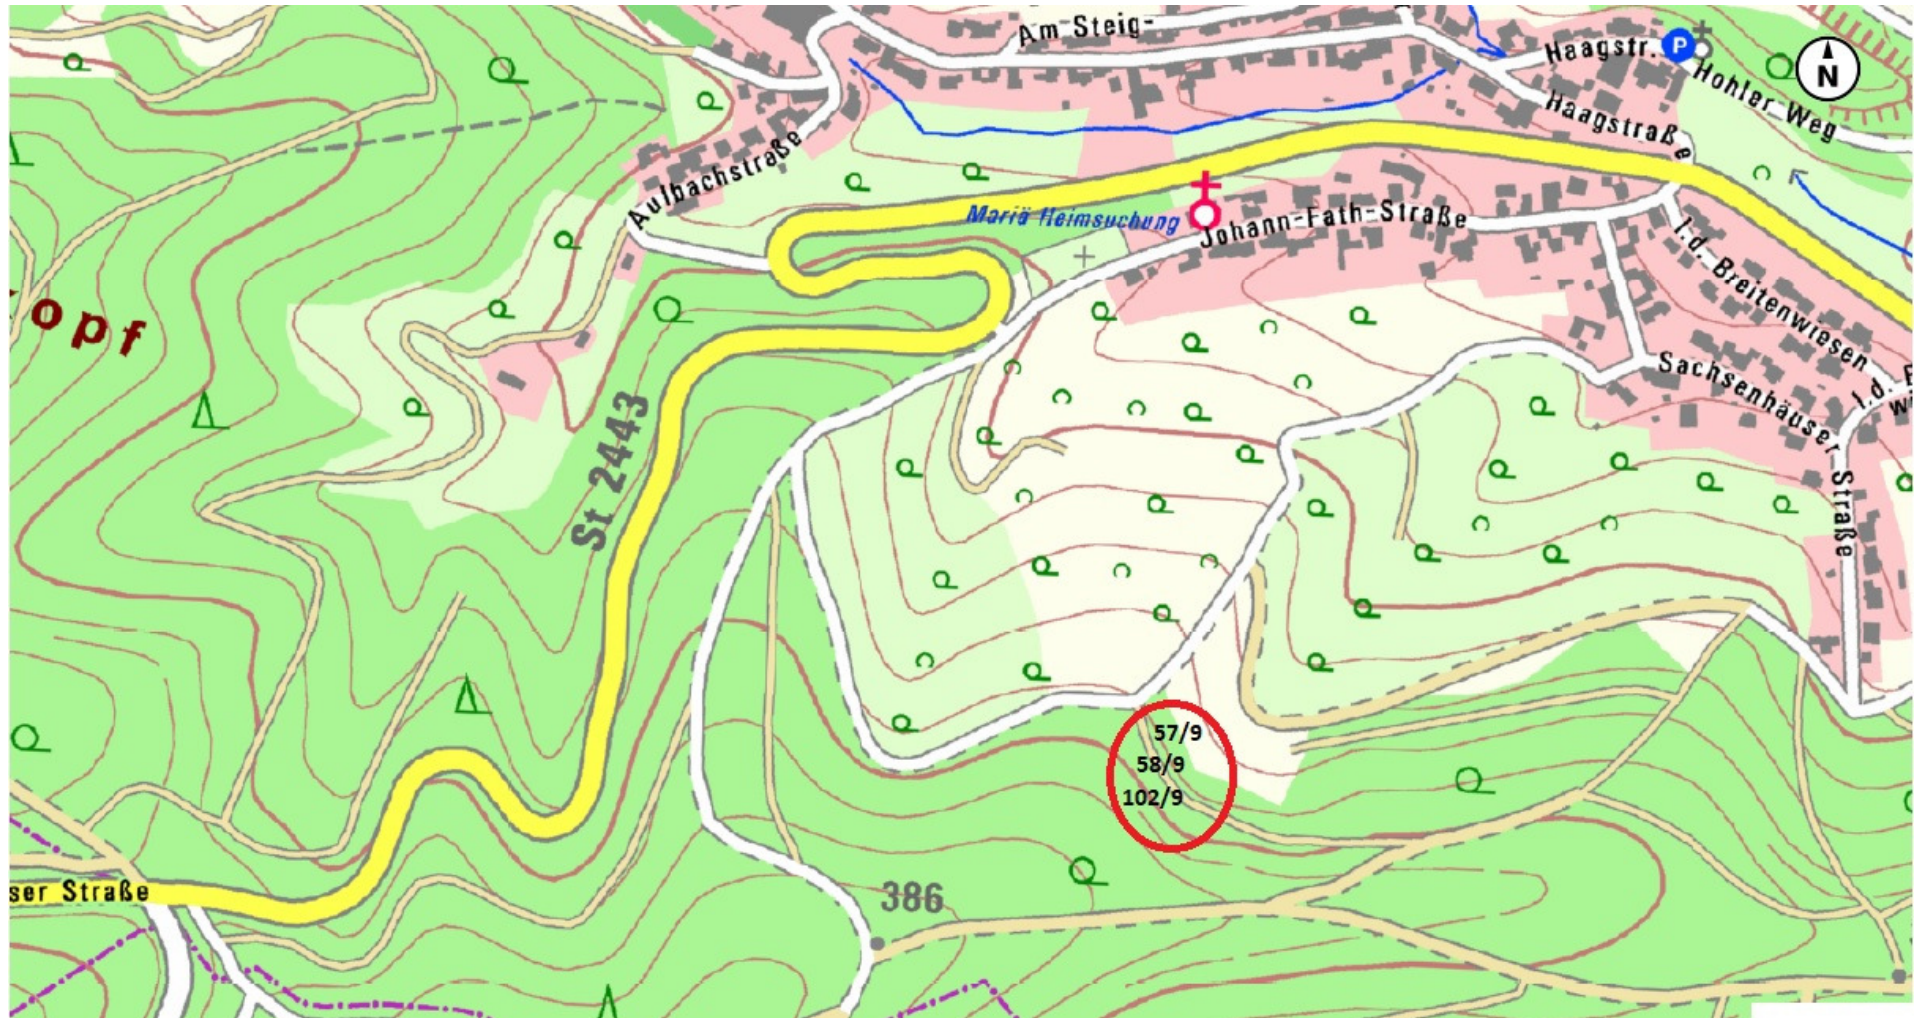 Am-Steig-
Haagstr.
P
Hohler-Weg
N
Haagstraße
Aulbachstraße
Mariä Heimsuchung
Johann-Fath-Straße
I.d. Breitenwiesen
opf
Sachsenhäuser Straße
I.d.
St 2443
57/9
58/9
102/9
ser Straße
386